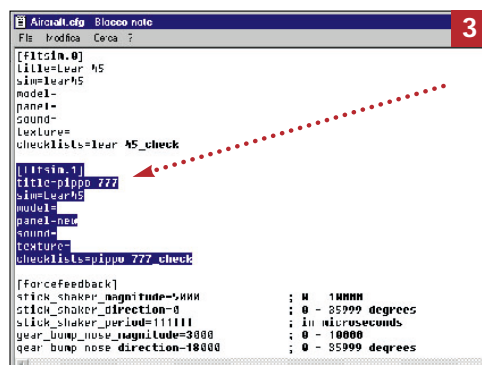 Aircraft.cfg Blocco note
3
File Modifica Cerca ?
[fltsim.0]
title=Lear 45
sim=lear45
model=
panel=
sound=
texture=
checklists=lear 45_check
[fltsim.1]
title=pippo 777
sim=Lear45
model=
panel=new
sound=
texture=
checklists=pippo 777_check
[forcefeedback]
stick_shaker_magnitude=5000 ; 0 - 10000
stick_shaker_direction=0 ; 0 - 35999 degrees
stick_shaker_period=111111 ; in microseconds
gear_bump_nose_magnitude=3000 ; 0 - 10000
gear_bump_nose_direction=18000 ; 0 - 35999 degrees